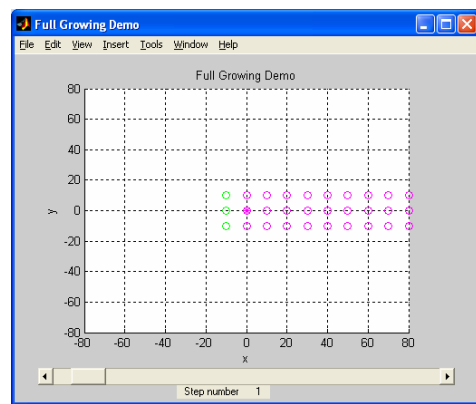 Full Growing Demo
File Edit View Insert Tools Window Help
Full Growing Demo
80
60
40
20
0
-20
-40
-60
-80
y
-80 -60 -40 -20 0 20 40 60 80
x
Step number 1